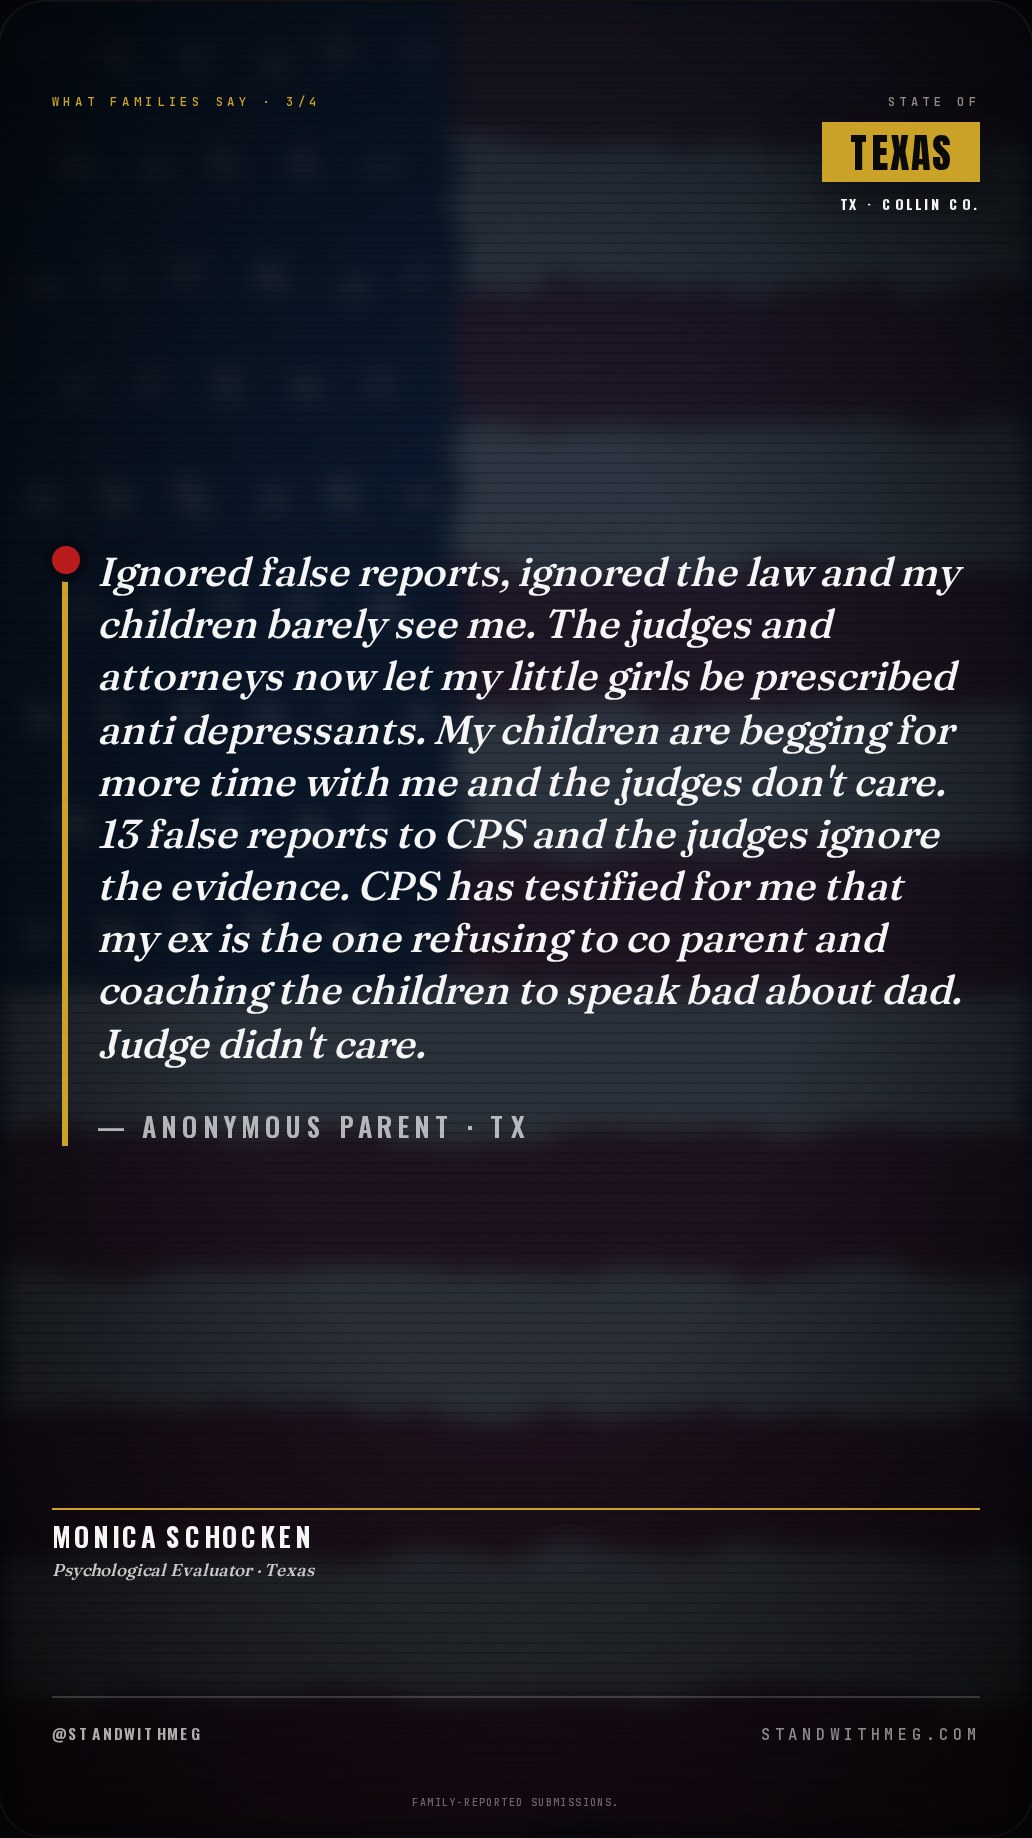 WHAT FAMILIES SAY · 3/4
STATE OF
TEXAS
TX · COLLIN CO.
Ignored false reports, ignored the law and my
children barely see me. The judges and
attorneys now let my little girls be prescribed
anti depressants. My children are begging for
more time with me and the judges don't care.
13 false reports to CPS and the judges ignore
the evidence. CPS has testified for me that
my ex is the one refusing to co parent and
coaching the children to speak bad about dad.
Judge didn't care.
— ANONYMOUS PARENT · TX
MONICA SCHOCKEN
Psychological Evaluator · Texas
@STANDWITHMEG
STANDWITHMEG.COM
FAMILY-REPORTED SUBMISSIONS.